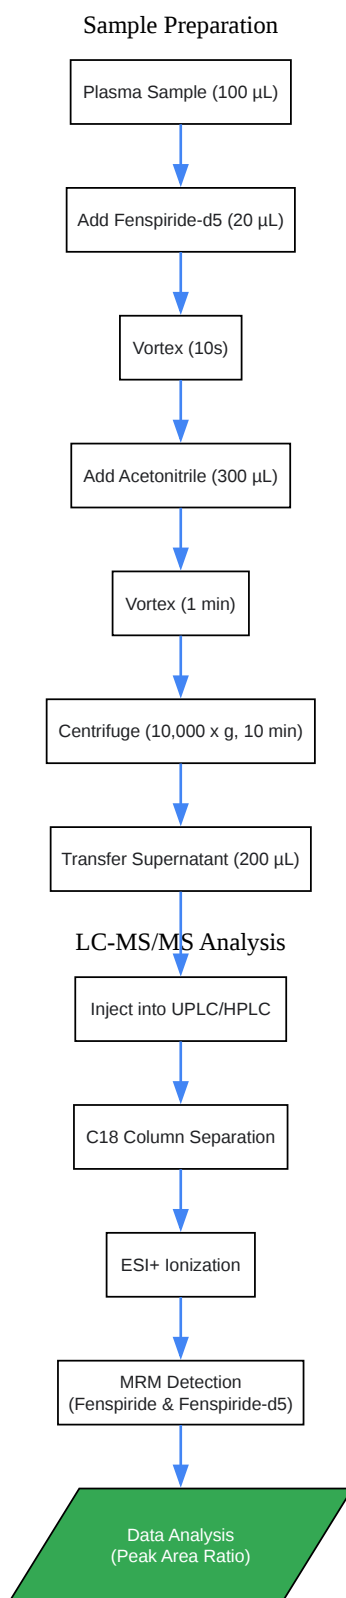 Sample Preparation
Plasma Sample (100 µL)
Add Fenspiride-d5 (20 µL)
Vortex (10s)
Add Acetonitrile (300 µL)
Vortex (1 min)
Centrifuge (10,000 x g, 10 min)
Transfer Supernatant (200 µL)
LC-MS/MS Analysis
Inject into UPLC/HPLC
C18 Column Separation
ESI+ Ionization
MRM Detection
(Fenspiride & Fenspiride-d5)
Data Analysis
(Peak Area Ratio)